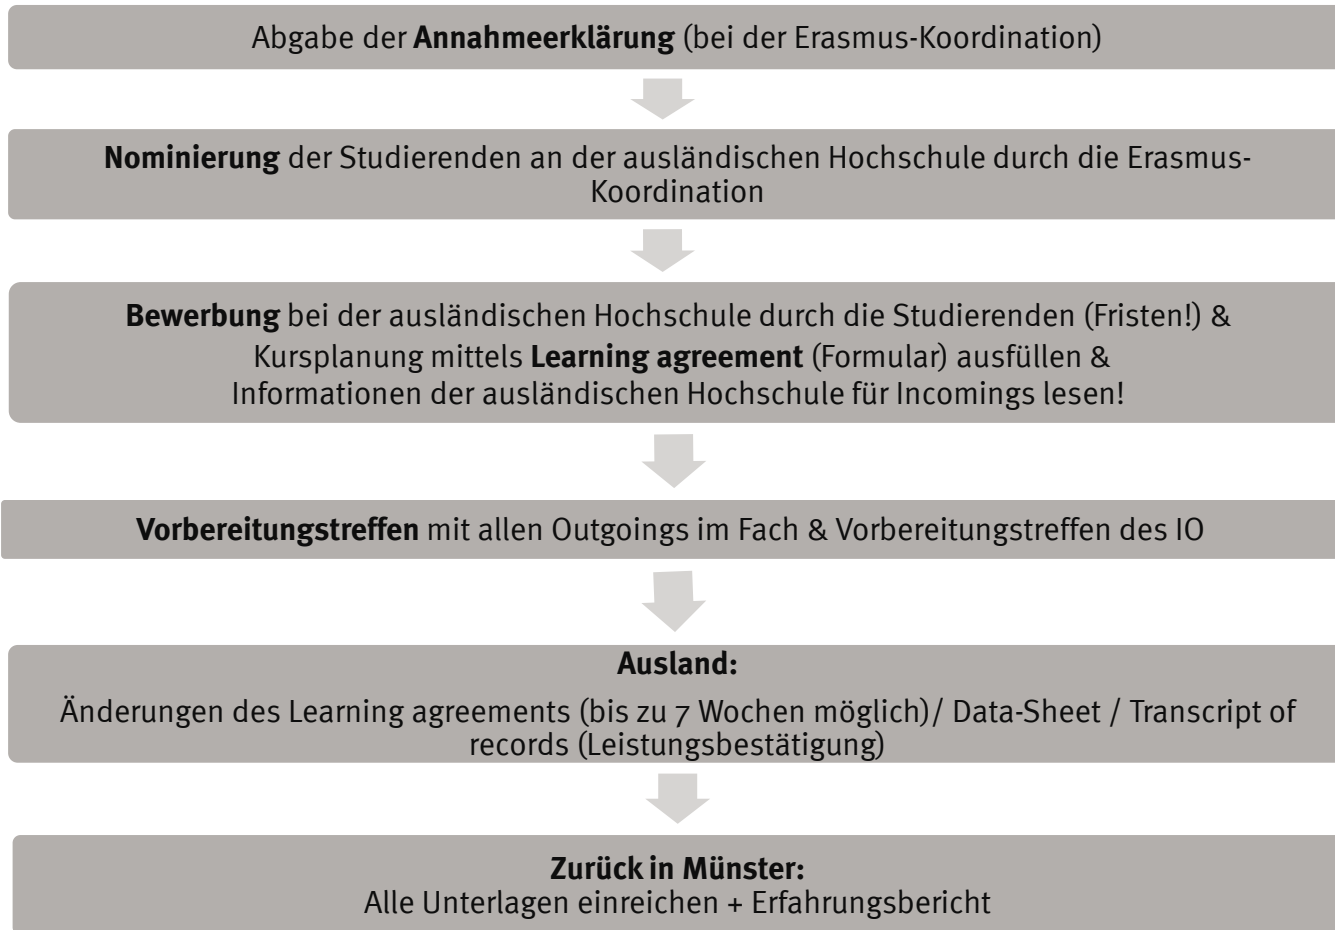 Abgabe der Annahmeerklärung (bei der Erasmus-Koordination)
Nominierung der Studierenden an der ausländischen Hochschule durch die Erasmus-
Koordination
Bewerbung bei der ausländischen Hochschule durch die Studierenden (Fristen!) &
Kursplanung mittels Learning agreement (Formular) ausfüllen &
Informationen der ausländischen Hochschule für Incomings lesen!
Vorbereitungstreffen mit allen Outgoings im Fach & Vorbereitungstreffen des IO
Ausland:
Änderungen des Learning agreements (bis zu 7 Wochen möglich)/ Data-Sheet / Transcript of
records (Leistungsbestätigung)
Zurück in Münster:
Alle Unterlagen einreichen + Erfahrungsbericht